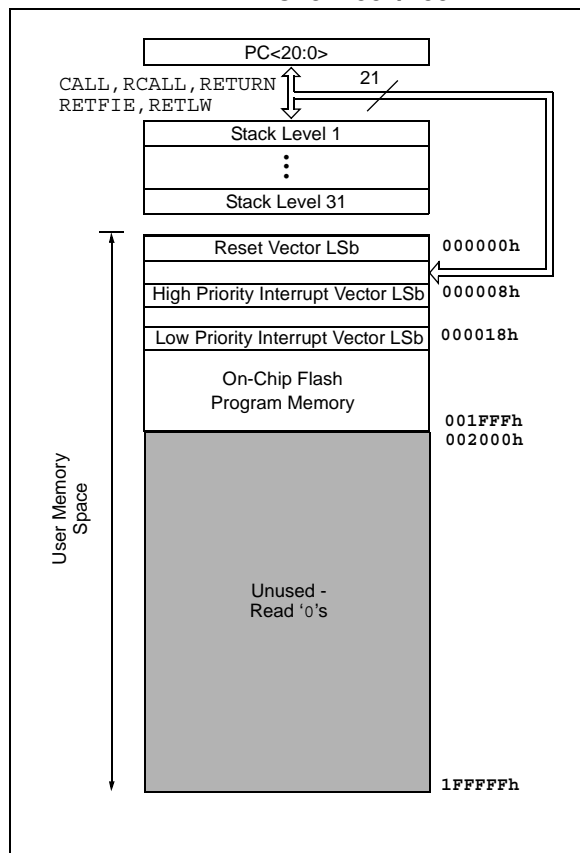 PC<20:0>
CALL,RCALL,RETURN
RETFIE,RETLW
21
Stack Level 1
Stack Level 31
Reset Vector LSb
000000h
High Priority Interrupt Vector LSb
000008h
Low Priority Interrupt Vector LSb
000018h
On-Chip Flash
Program Memory
001FFFh
002000h
User Memory
Space
Unused -
Read ‘0’s
1FFFFFh